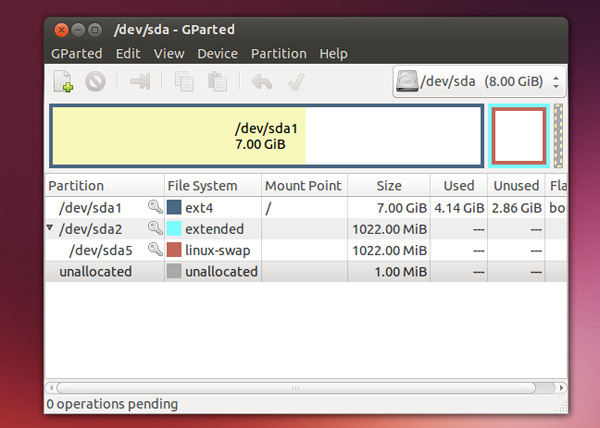 /dev/sda - GParted
GParted Edit View Device Partition Help
/dev/sda (8.00 GiB)
/dev/sda1
7.00 GiB
Partition File System Mount Point Size Used Unused Fla
/dev/sda1 ext4 / 7.00 GiB 4.14 GiB 2.86 GiB bo
/dev/sda2 extended 1022.00 MiB --- ---
/dev/sda5 linux-swap 1022.00 MiB --- ---
unallocated unallocated 1.00 MiB --- ---
0 operations pending